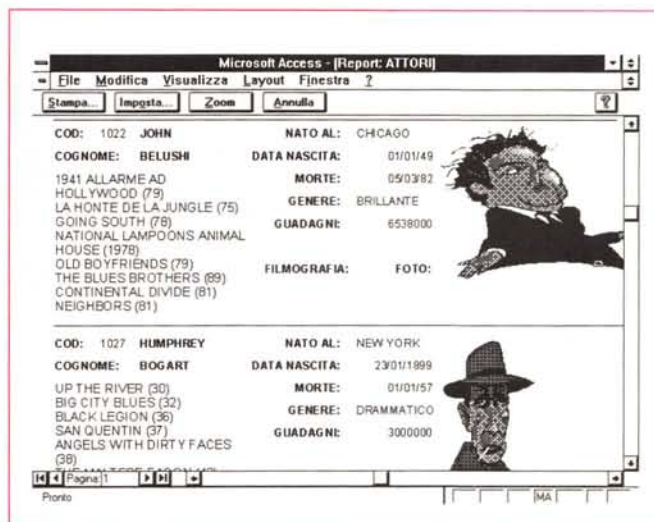 Microsoft Access - [Report: ATTORI]
File Modifica Visualizza Layout Finestra ?
Stampa... Imposta... Zoom Annulla ?
COD: 1022 JOHN NATO AL: CHICAGO
COGNOME: BELUSHI DATA NASCITA: 01/01/49
1941 ALLARME AD MORTE: 05/03/82
HOLLYWOOD (79)
LA HONTE DE LA JUNGLE (75) GENERE: BRILLANTE
GOING SOUTH (78) GUADAGNI: 6538000
NATIONAL LAMPOONS ANIMAL
HOUSE (1978)
OLD BOYFRIENDS (79) FILMOGRAFIA: FOTO:
THE BLUES BROTHERS (89)
CONTINENTAL DIVIDE (81)
NEIGHBORS (81)
COD: 1027 HUMPHREY NATO AL: NEW YORK
COGNOME: BOGART DATA NASCITA: 23/01/1899
UP THE RIVER (30) MORTE: 01/01/57
BIG CITY BLUES (32)
BLACK LEGION (36) GENERE: DRAMMATICO
SAN QUENTIN (37) GUADAGNI: 3000000
ANGELS WITH DIRTY FACES
(38)
Pagina: 1
Pronto MA